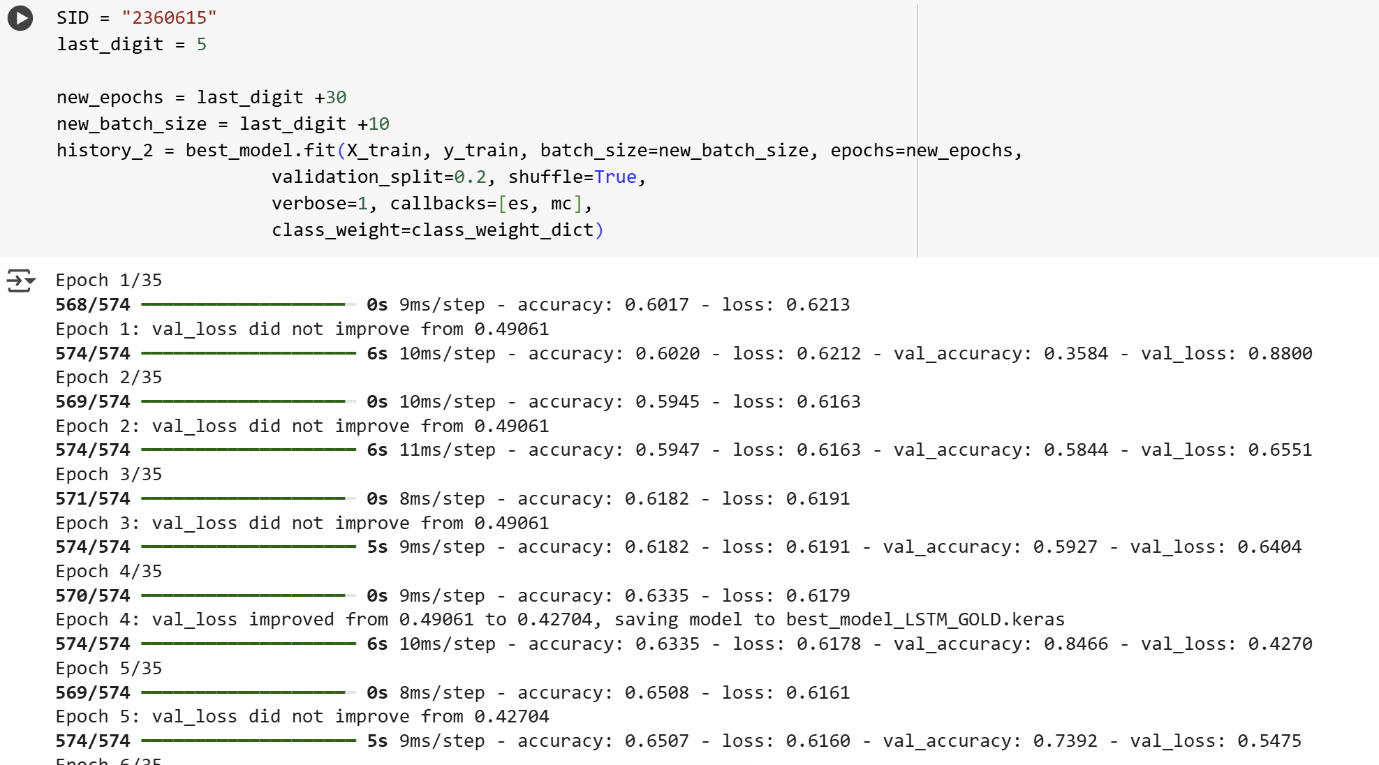 SID = "2360615"
last_digit = 5
new_epochs = last_digit +30
new_batch_size = last_digit +10
history_2 = best_model.fit(X_train, y_train, batch_size=new_batch_size, epochs=new_epochs,
validation_split=0.2, shuffle=True,
verbose=1, callbacks=[es, mc],
class_weight=class_weight_dict)
Epoch 1/35
568/574 0s 9ms/step - accuracy: 0.6017 - loss: 0.6213
Epoch 1: val_loss did not improve from 0.49061
574/574 6s 10ms/step - accuracy: 0.6020 - loss: 0.6212 - val_accuracy: 0.3584 - val_loss: 0.8800
Epoch 2/35
569/574 0s 10ms/step - accuracy: 0.5945 - loss: 0.6163
Epoch 2: val_loss did not improve from 0.49061
574/574 6s 11ms/step - accuracy: 0.5947 - loss: 0.6163 - val_accuracy: 0.5844 - val_loss: 0.6551
Epoch 3/35
571/574 0s 8ms/step - accuracy: 0.6182 - loss: 0.6191
Epoch 3: val_loss did not improve from 0.49061
574/574 5s 9ms/step - accuracy: 0.6182 - loss: 0.6191 - val_accuracy: 0.5927 - val_loss: 0.6404
Epoch 4/35
570/574 0s 9ms/step - accuracy: 0.6335 - loss: 0.6179
Epoch 4: val_loss improved from 0.49061 to 0.42704, saving model to best_model_LSTM_GOLD.keras
574/574 6s 10ms/step - accuracy: 0.6335 - loss: 0.6178 - val_accuracy: 0.8466 - val_loss: 0.4270
Epoch 5/35
569/574 0s 8ms/step - accuracy: 0.6508 - loss: 0.6161
Epoch 5: val_loss did not improve from 0.42704
574/574 5s 9ms/step - accuracy: 0.6507 - loss: 0.6160 - val_accuracy: 0.7392 - val_loss: 0.5475
Epoch 6/35